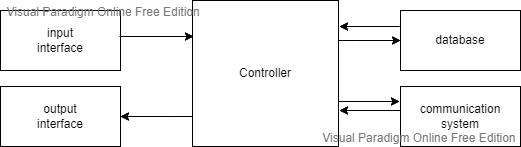 Visual Paradigm Online Free Edition
input
interface
output
interface
Controller
database
communication
system
Visual Paradigm Online Free Edition